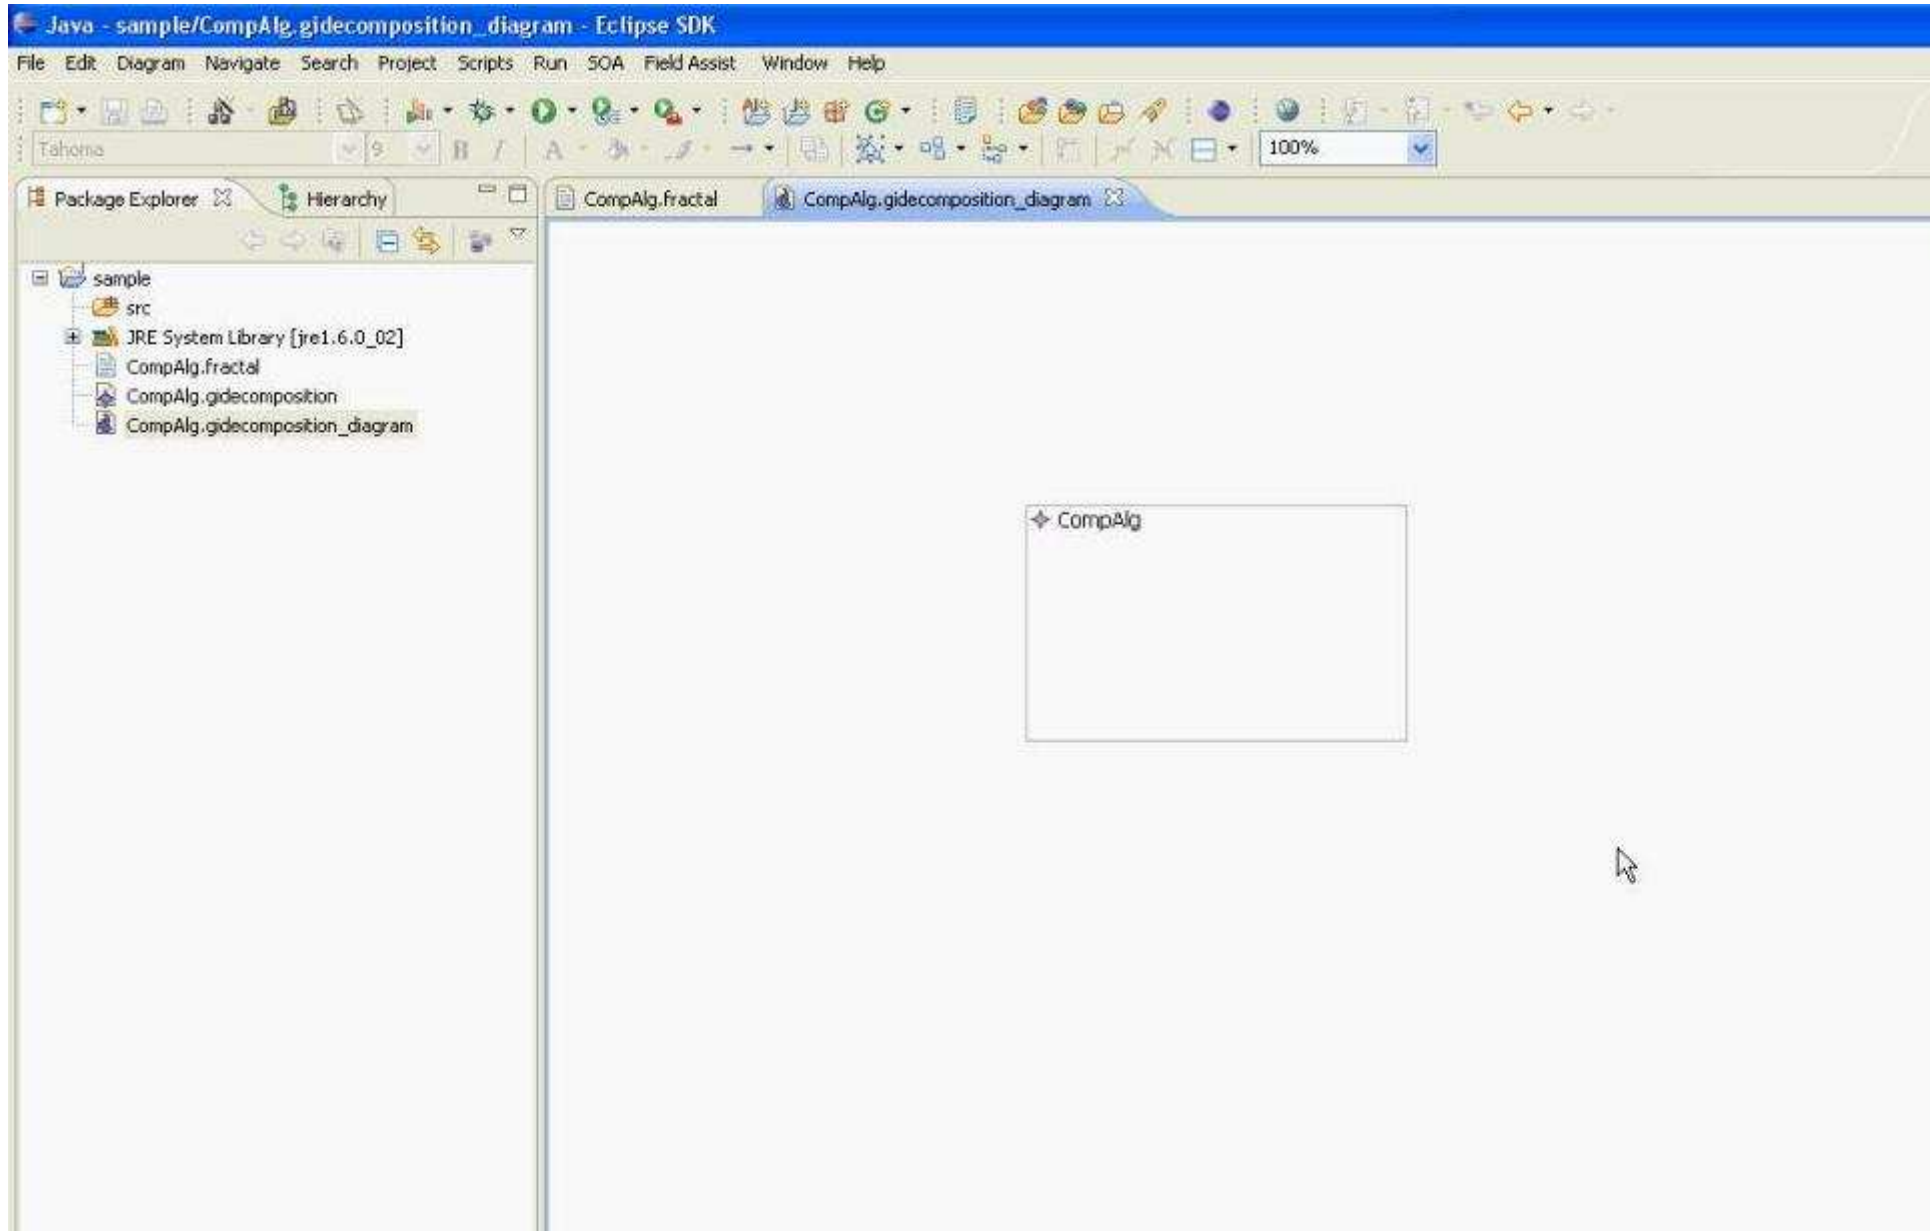 Java - sample/CompAlg.gidecomposition_diagram - Eclipse SDK
File Edit Diagram Navigate Search Project Scripts Run SOA Field Assist Window Help
Tahoma 9 B I A 100%
Package Explorer Hierarchy CompAlg.fractal CompAlg.gidecomposition_diagram
sample
src
JRE System Library [jre1.6.0_02]
CompAlg.fractal
CompAlg.gidecomposition
CompAlg.gidecomposition_diagram
CompAlg